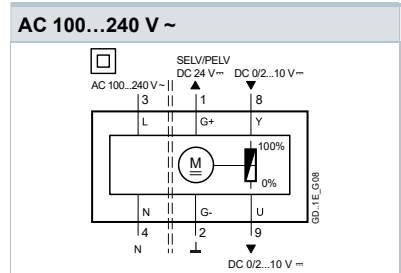 AC 100…240 V ~
SELV/PELV
DC 24 V⎓ DC 0/2...10 V⎓
AC 100...240 V~
3 1 8
L G+ Y
100%
M
0%
N G- U
4 2 9
N
DC 0/2...10 V ⎓
GD..1E_G08